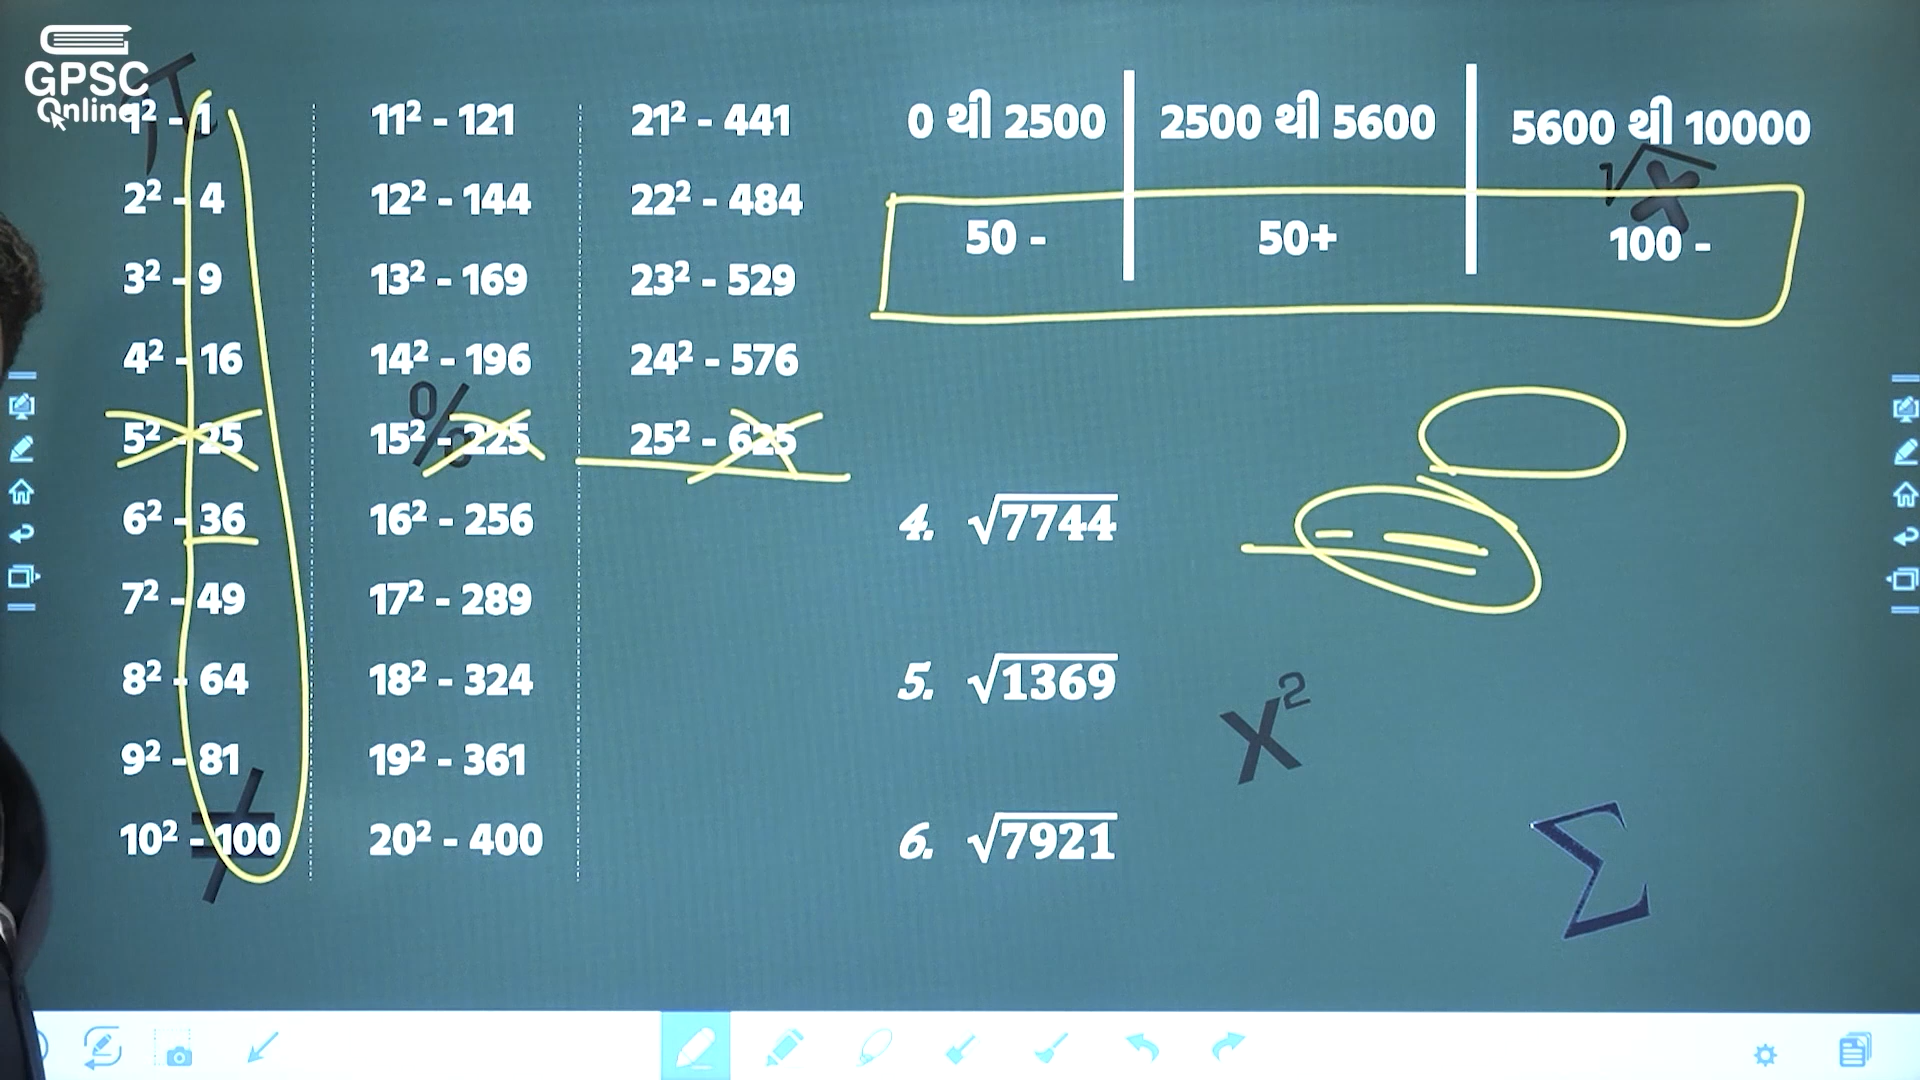 GPSC
Online
1² - 1
2² - 4
3² - 9
4² - 16
5² - 25
6² - 36
7² - 49
8² - 64
9² - 81
10² - 100
11² - 121
12² - 144
13² - 169
14² - 196
15² - 225
16² - 256
17² - 289
18² - 324
19² - 361
20² - 400
21² - 441
22² - 484
23² - 529
24² - 576
25² - 625
0 થી 2500
2500 થી 5600
5600 થી 10000
50 -
50+
100 -
4. √7744
5. √1369
6. √7921
π
%
≠
√x
x²
Σ